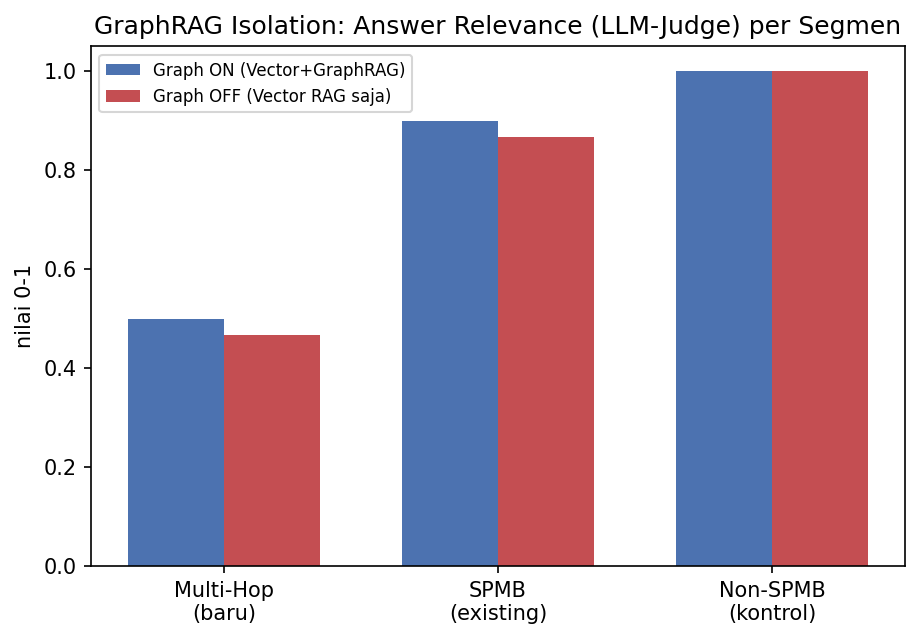 GraphRAG Isolation: Answer Relevance (LLM-Judge) per Segmen
Graph ON (Vector+GraphRAG)
Graph OFF (Vector RAG saja)
nilai 0-1
1.0
0.8
0.6
0.4
0.2
0.0
Multi-Hop
(baru)
SPMB
(existing)
Non-SPMB
(kontrol)